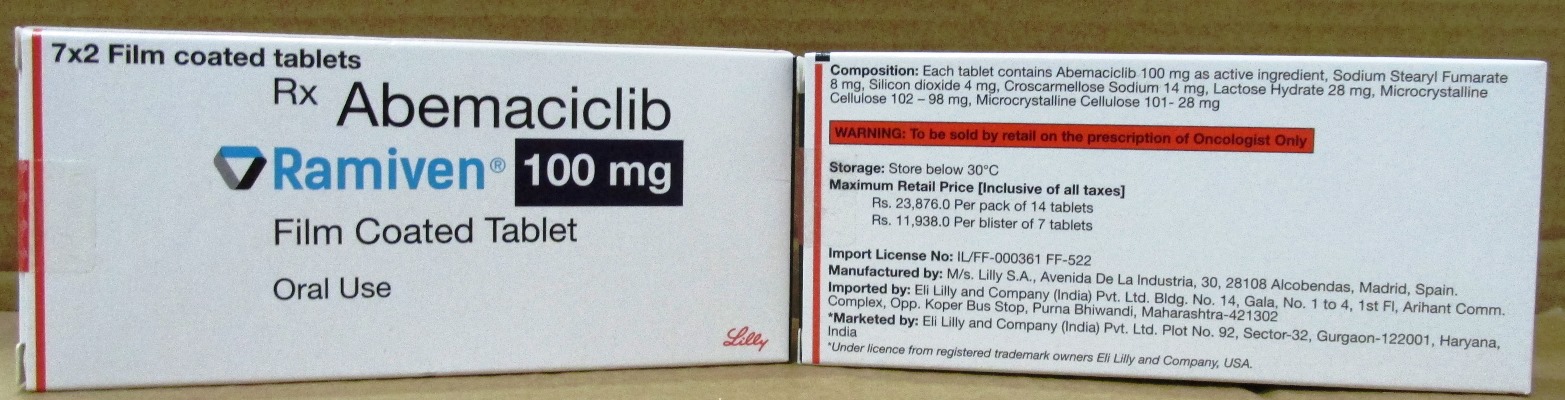 7x2 Film coated tablets
Rx Abemaciclib
Ramiven® 100 mg
Film Coated Tablet
Oral Use
Lilly
Composition: Each tablet contains Abemaciclib 100 mg as active ingredient, Sodium Stearyl Fumarate
8 mg, Silicon dioxide 4 mg, Croscarmellose Sodium 14 mg, Lactose Hydrate 28 mg, Microcrystalline
Cellulose 102 – 98 mg, Microcrystalline Cellulose 101- 28 mg
WARNING: To be sold by retail on the prescription of Oncologist Only
Storage: Store below 30°C
Maximum Retail Price [Inclusive of all taxes]
Rs. 23,876.0 Per pack of 14 tablets
Rs. 11,938.0 Per blister of 7 tablets
Import License No: IL/FF-000361 FF-522
Manufactured by: M/s. Lilly S.A., Avenida De La Industria, 30, 28108 Alcobendas, Madrid, Spain.
Imported by: Eli Lilly and Company (India) Pvt. Ltd. Bldg. No. 14, Gala, No. 1 to 4, 1st Fl, Arihant Comm.
Complex, Opp. Koper Bus Stop, Purna Bhiwandi, Maharashtra-421302
*Marketed by: Eli Lilly and Company (India) Pvt. Ltd. Plot No. 92, Sector-32, Gurgaon-122001, Haryana,
India
*Under licence from registered trademark owners Eli Lilly and Company, USA.